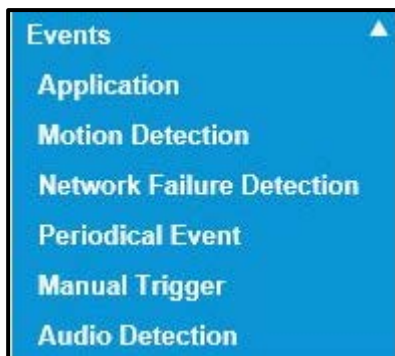 Events
Application
Motion Detection
Network Failure Detection
Periodical Event
Manual Trigger
Audio Detection